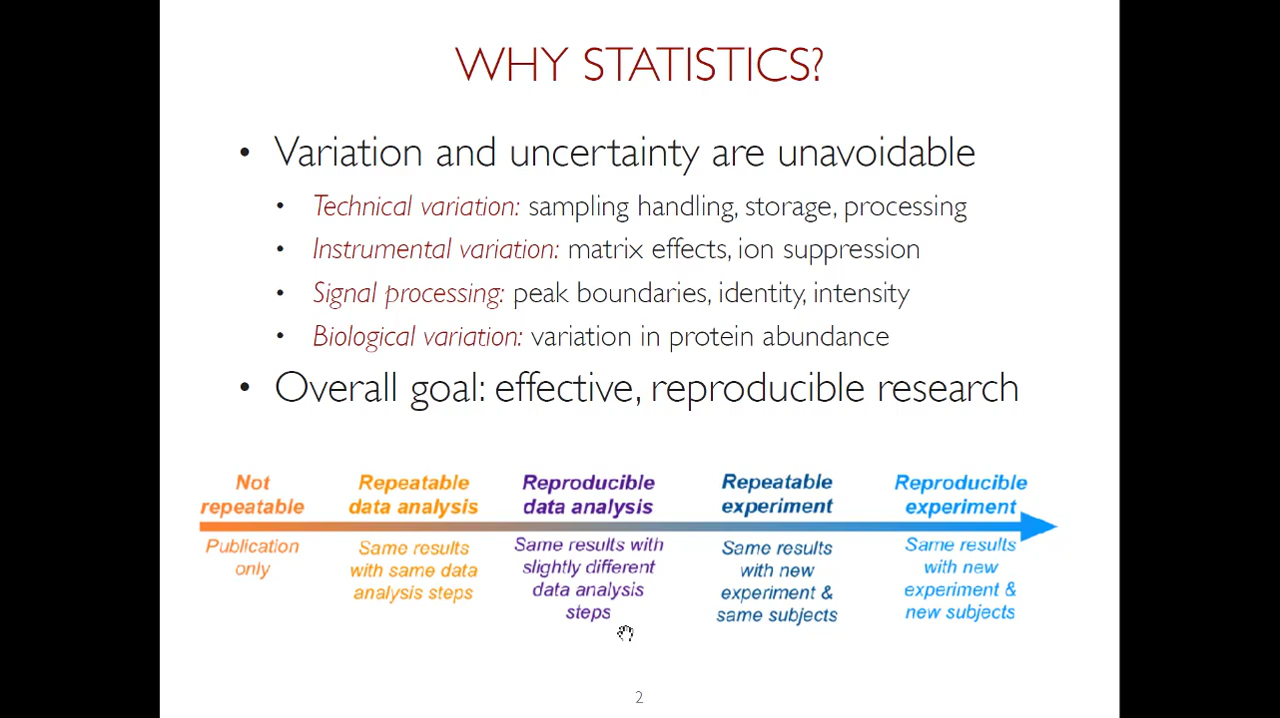 WHY STATISTICS?
• Variation and uncertainty are unavoidable
• Technical variation: sampling handling, storage, processing
• Instrumental variation: matrix effects, ion suppression
• Signal processing: peak boundaries, identity, intensity
• Biological variation: variation in protein abundance
• Overall goal: effective, reproducible research
Not
repeatable
Publication
only
Repeatable
data analysis
Same results
with same data
analysis steps
Reproducible
data analysis
Same results with
slightly different
data analysis
steps
Repeatable
experiment
Same results
with new
experiment &
same subjects
Reproducible
experiment
Same results
with new
experiment &
new subjects
2